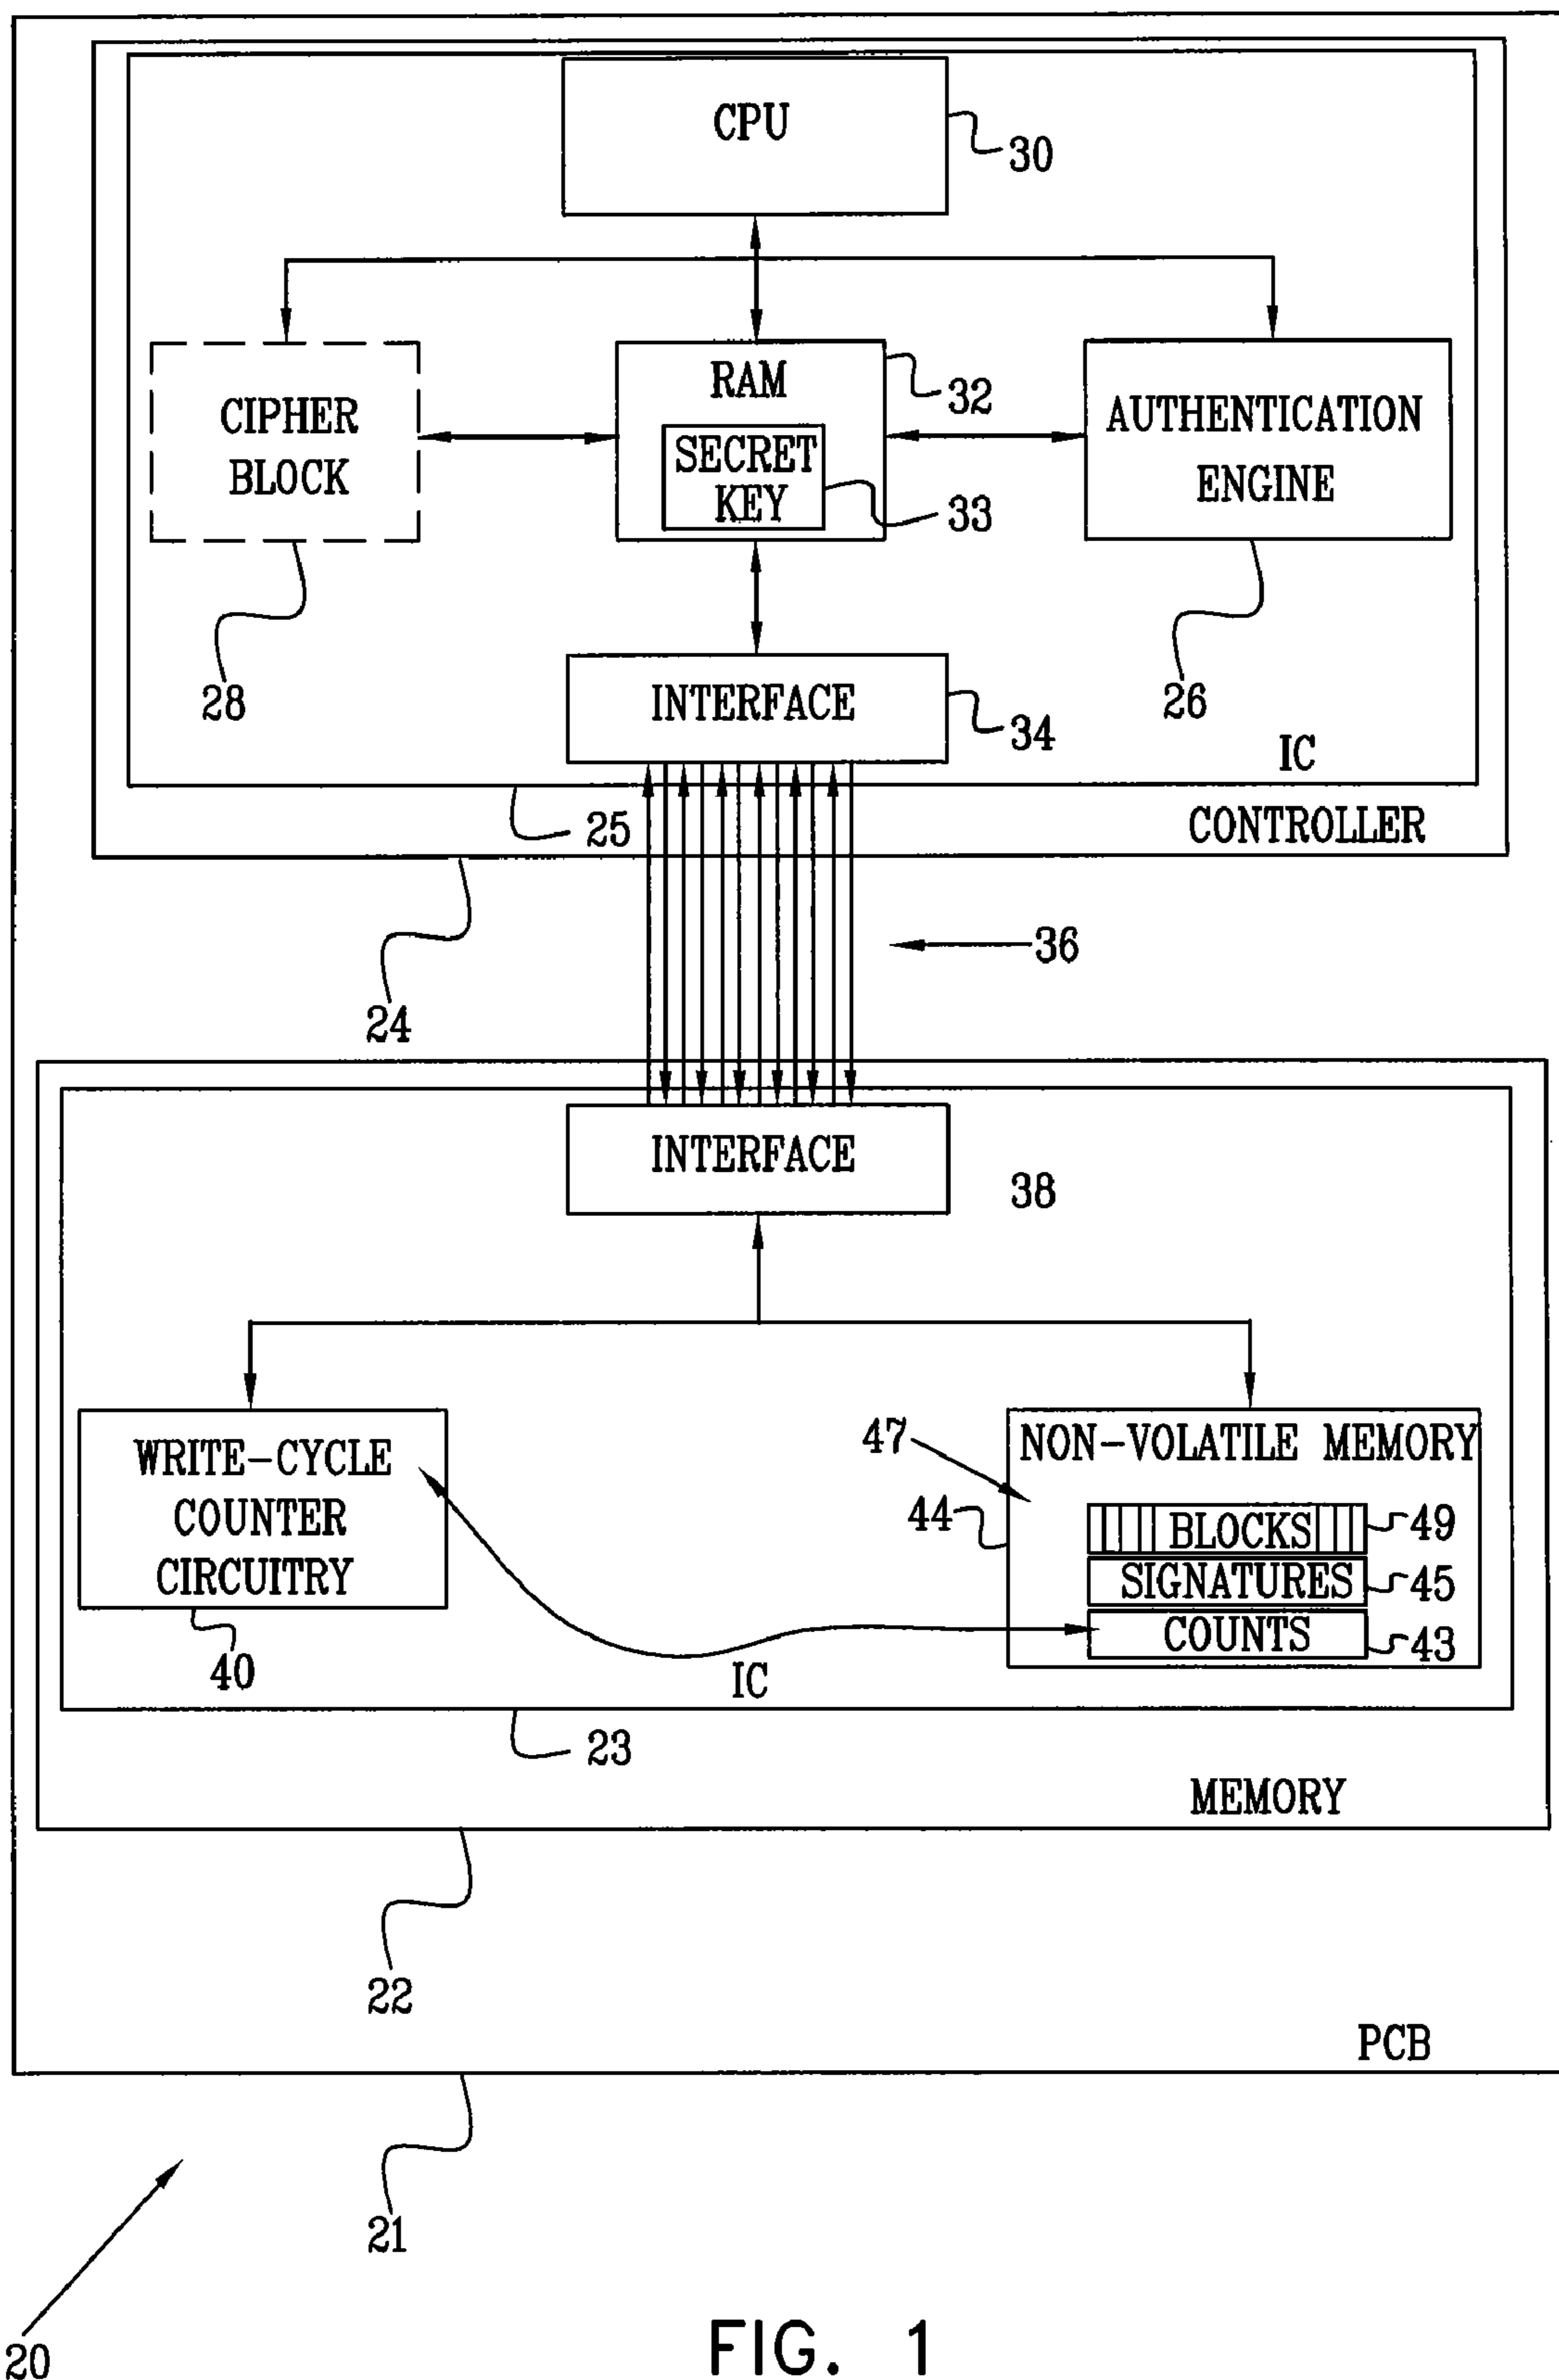 CPU
30
CIPHER
BLOCK
RAM
32
SECRET
KEY
33
AUTHENTICATION
ENGINE
28
26
INTERFACE
34
IC
25
CONTROLLER
24
36
INTERFACE
38
WRITE-CYCLE
COUNTER
CIRCUITRY
40
47
44
NON-VOLATILE MEMORY
BLOCKS
49
SIGNATURES
45
COUNTS
43
IC
23
MEMORY
22
PCB
21
20
FIG. 1